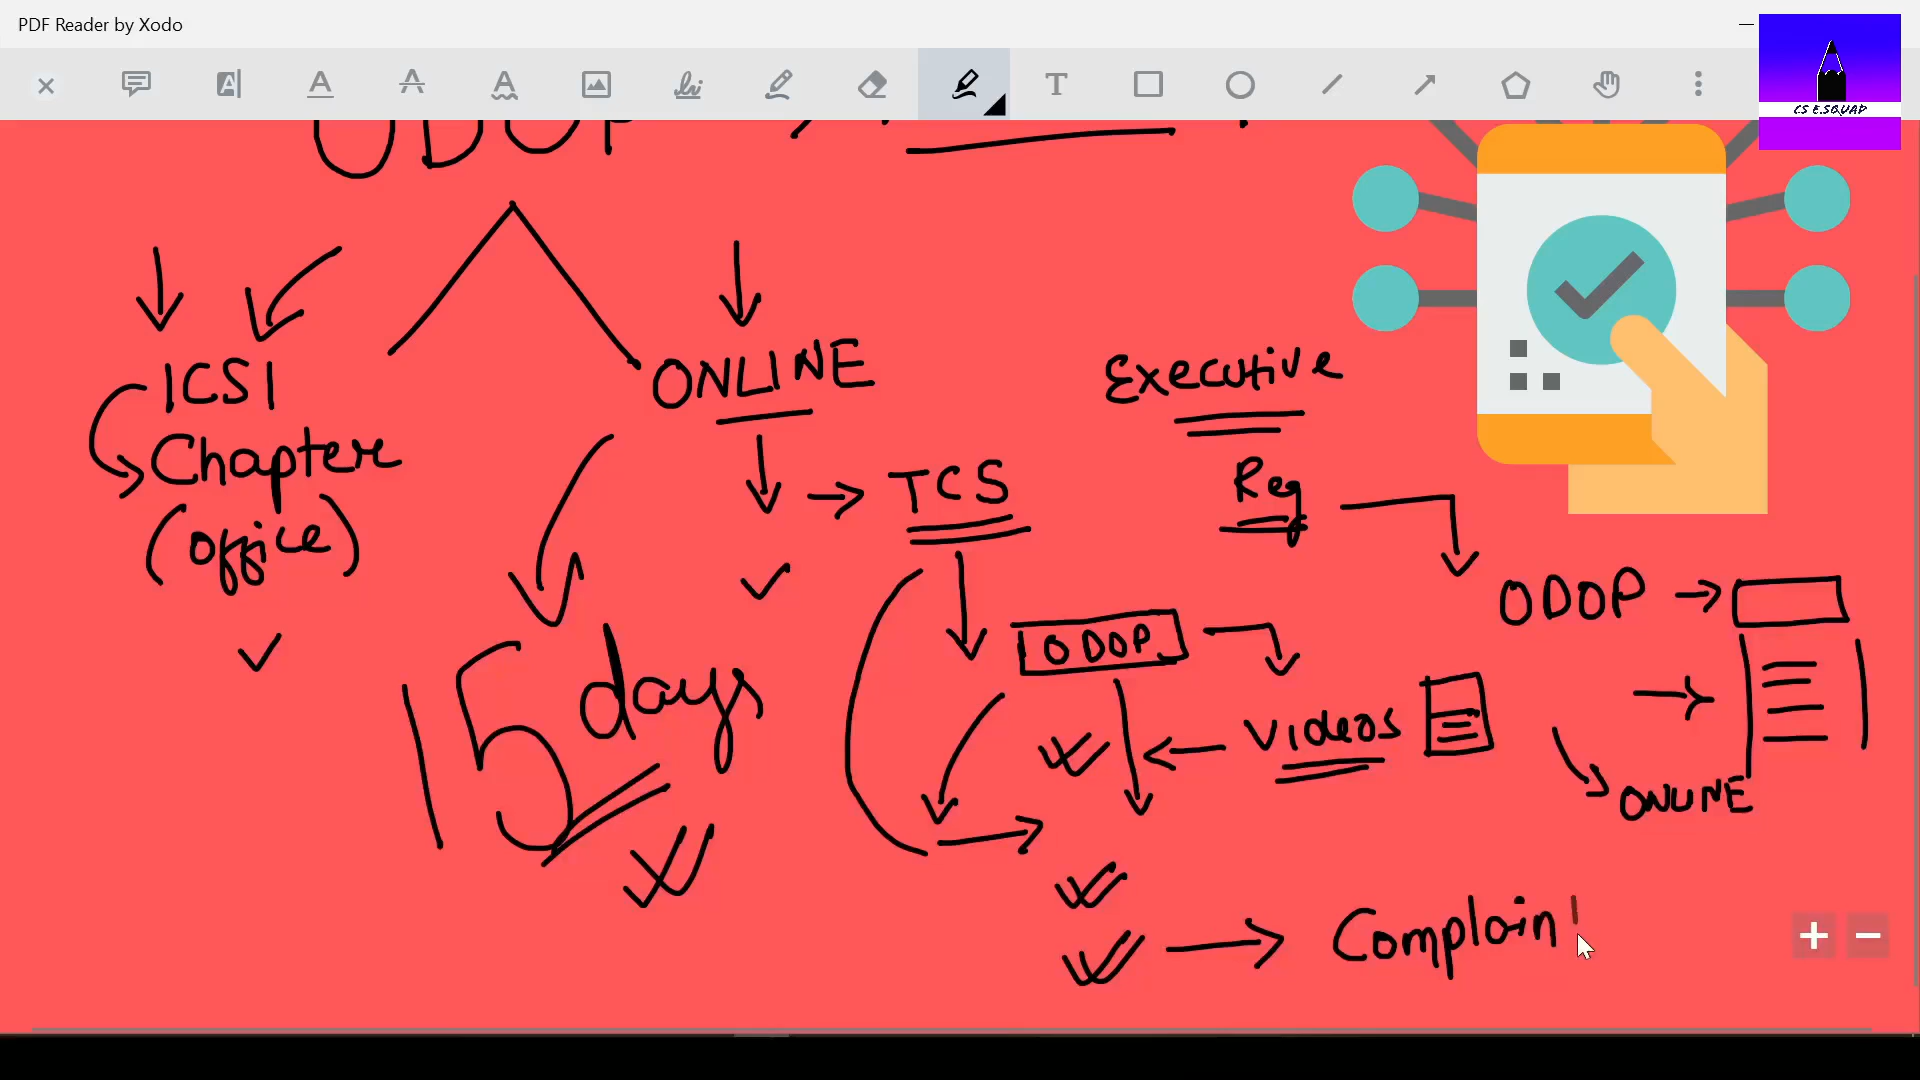 PDF Reader by Xodo
CS E.SQUAD
ODOP
ICSI
Chapter
(office)
ONLINE
15 days
TCS
ODOP
Videos
Executive
Reg
ODOP
ONLINE
Complain